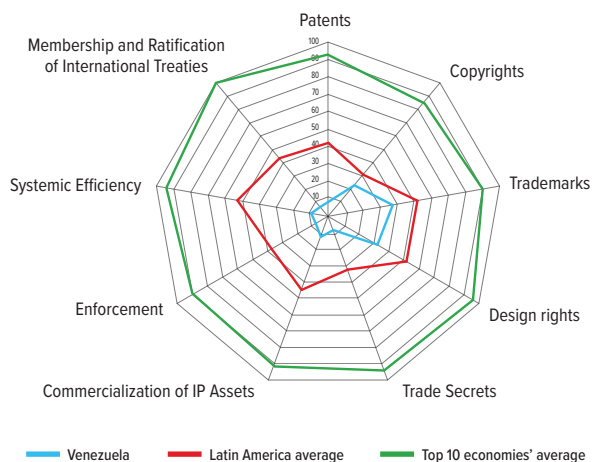 Patents
100
90
80
70
60
50
40
30
20
10
Copyrights
Trademarks
Design rights
Trade Secrets
Commercialization of IP Assets
Enforcement
Systemic Efficiency
Membership and Ratification
of International Treaties
Venezuela
Latin America average
Top 10 economies’ average